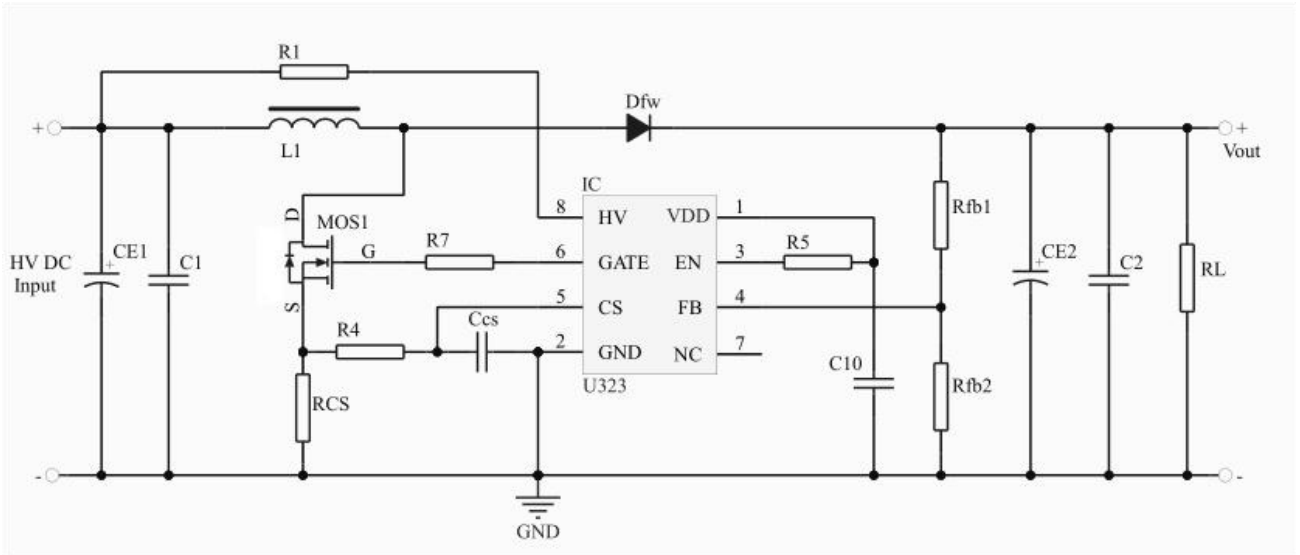 R1
Dfw
+
+
L1
Vout
IC
D
MOS1
8
HV
VDD
1
Rfb1
HV DC
Input
CE1
+
C1
G
R7
6
GATE
EN
3
R5
CE2
+
C2
RL
S
5
CS
FB
4
R4
Ccs
2
GND
NC
7
C10
U323
RCS
Rfb2
-
-
GND